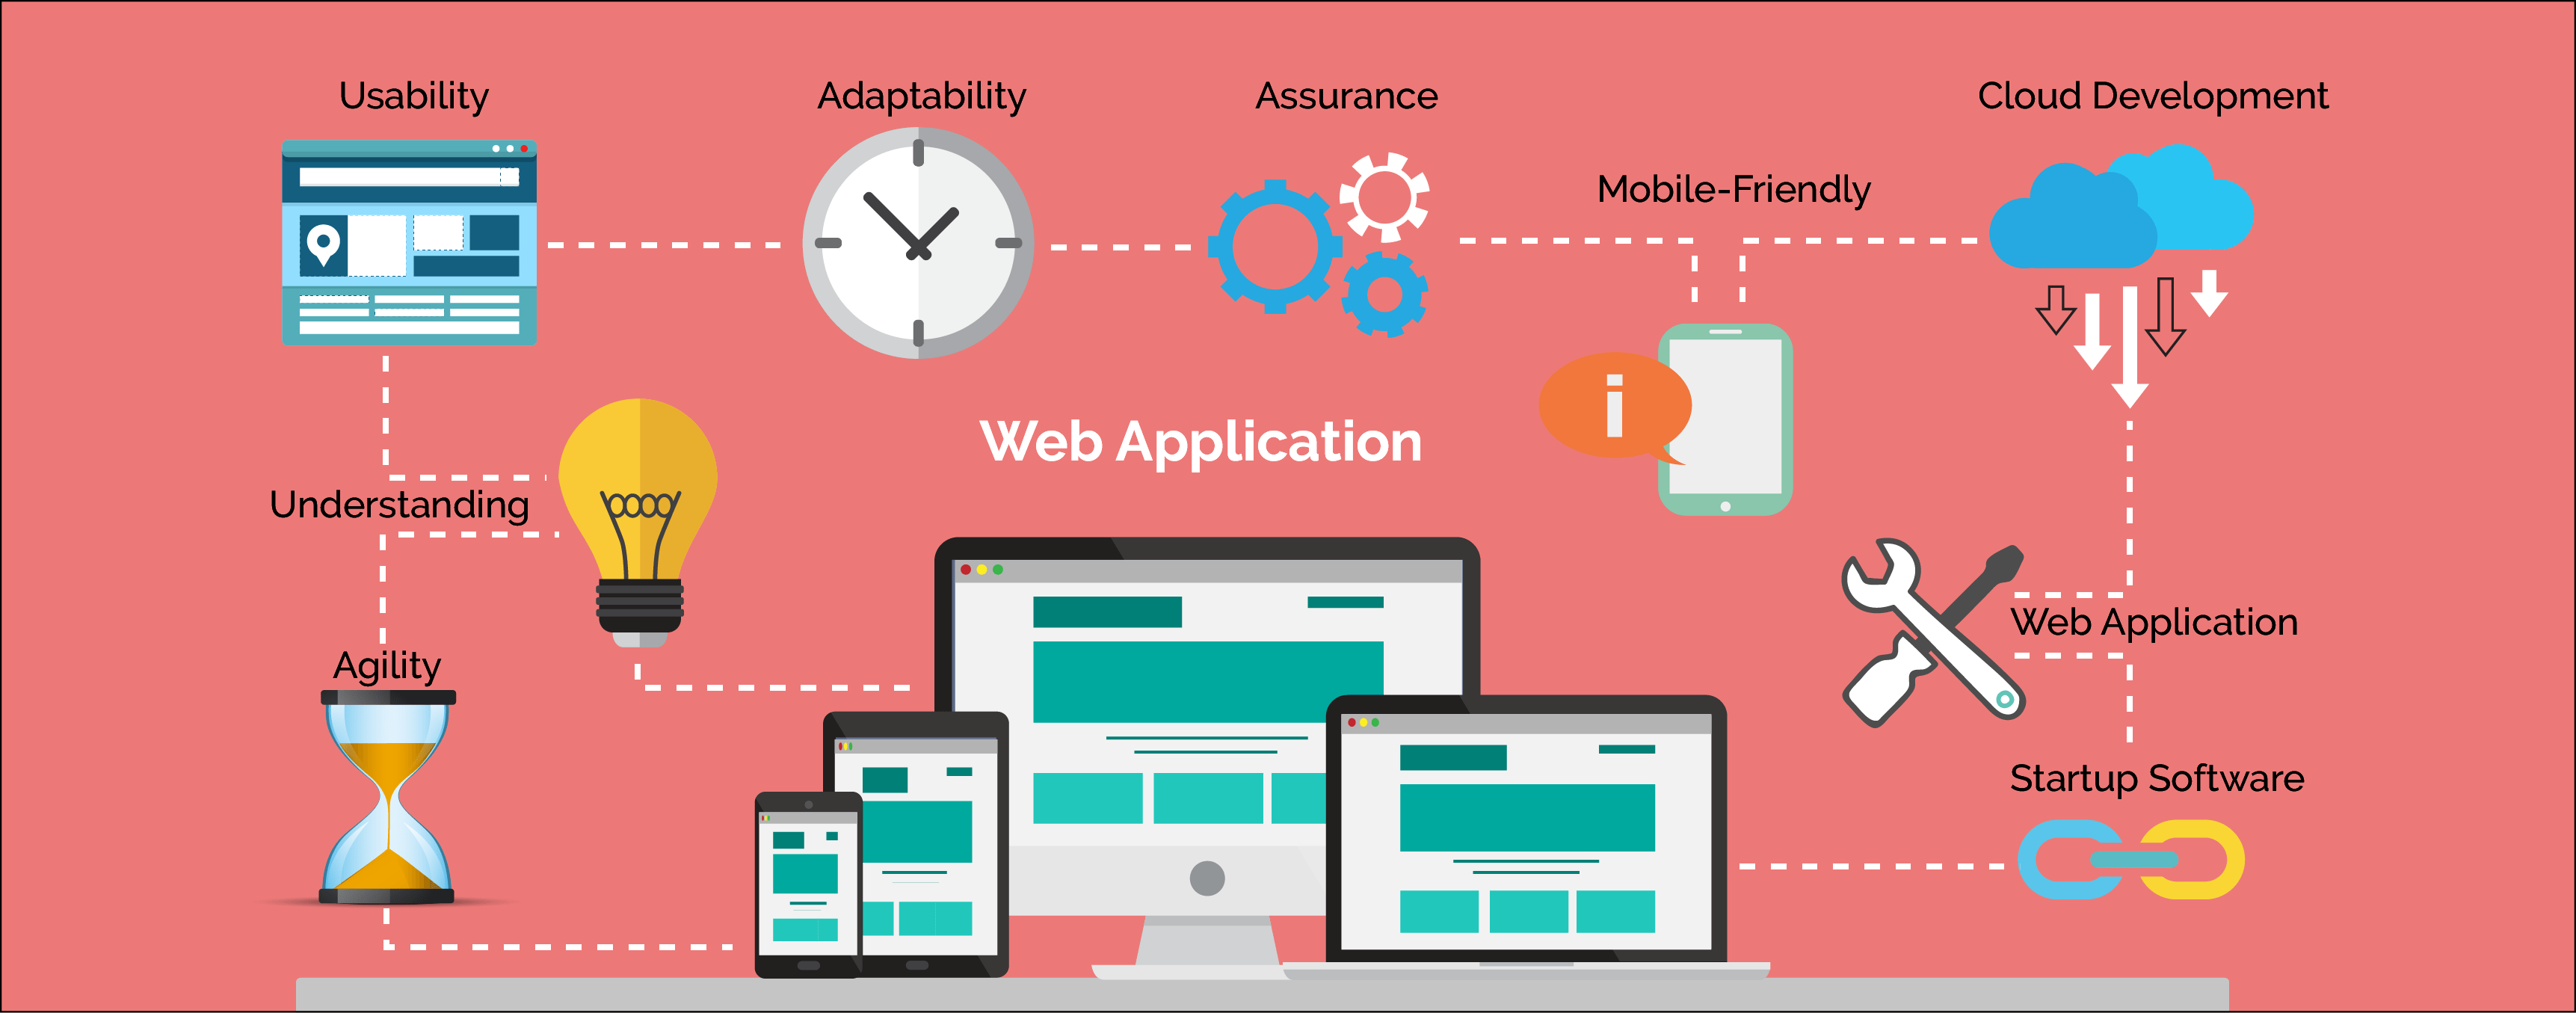 Usability
Adaptability
Assurance
Cloud Development
Mobile-Friendly
i
Web Application
Understanding
Web Application
Agility
Startup Software